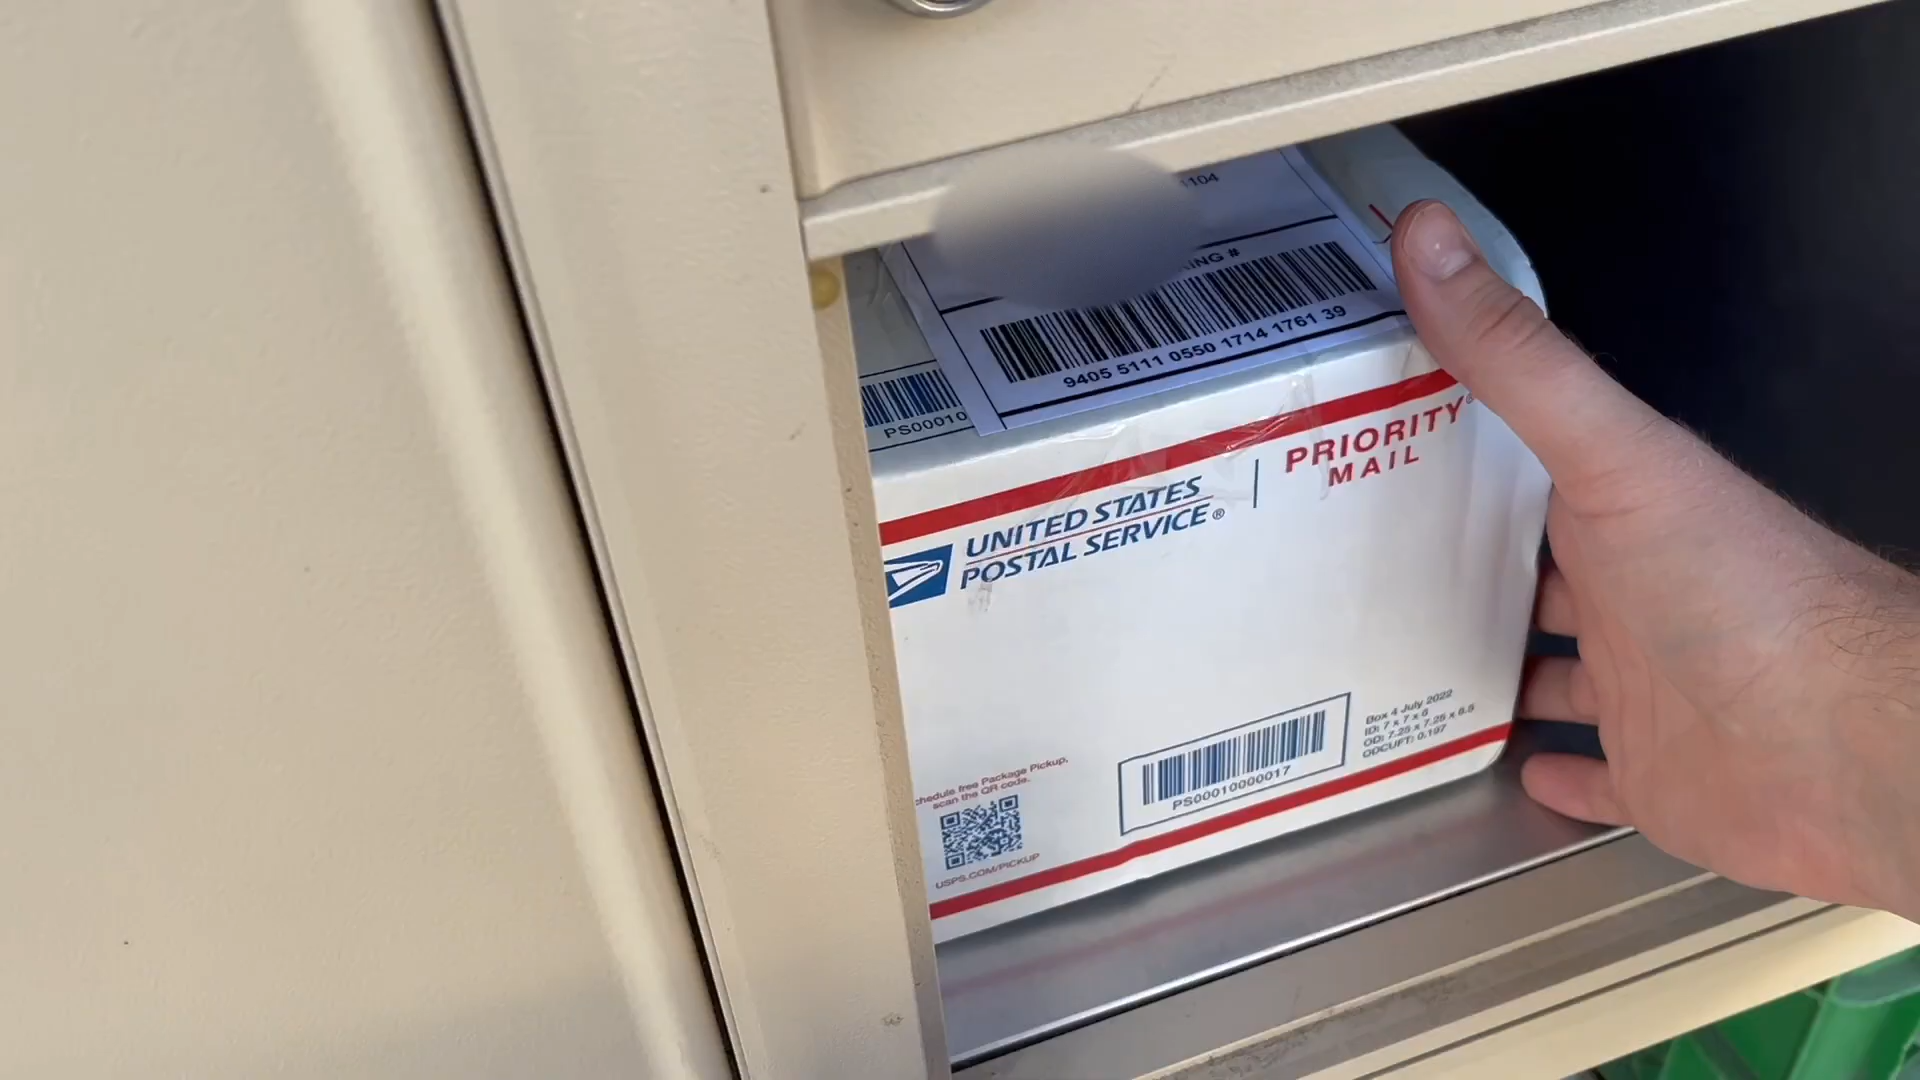 1104
ING #
9405 5111 0550 1714 1761 39
PS00010
UNITED STATES
POSTAL SERVICE®
PRIORITY®
MAIL
Box 4 July 2022
ID: 7 x 7 x 6
OD: 7.25 x 7.25 x 6.5
ODCUFT: 0.197
PS00010000017
chedule free Package Pickup,
scan the QR code.
USPS.COM/PICKUP